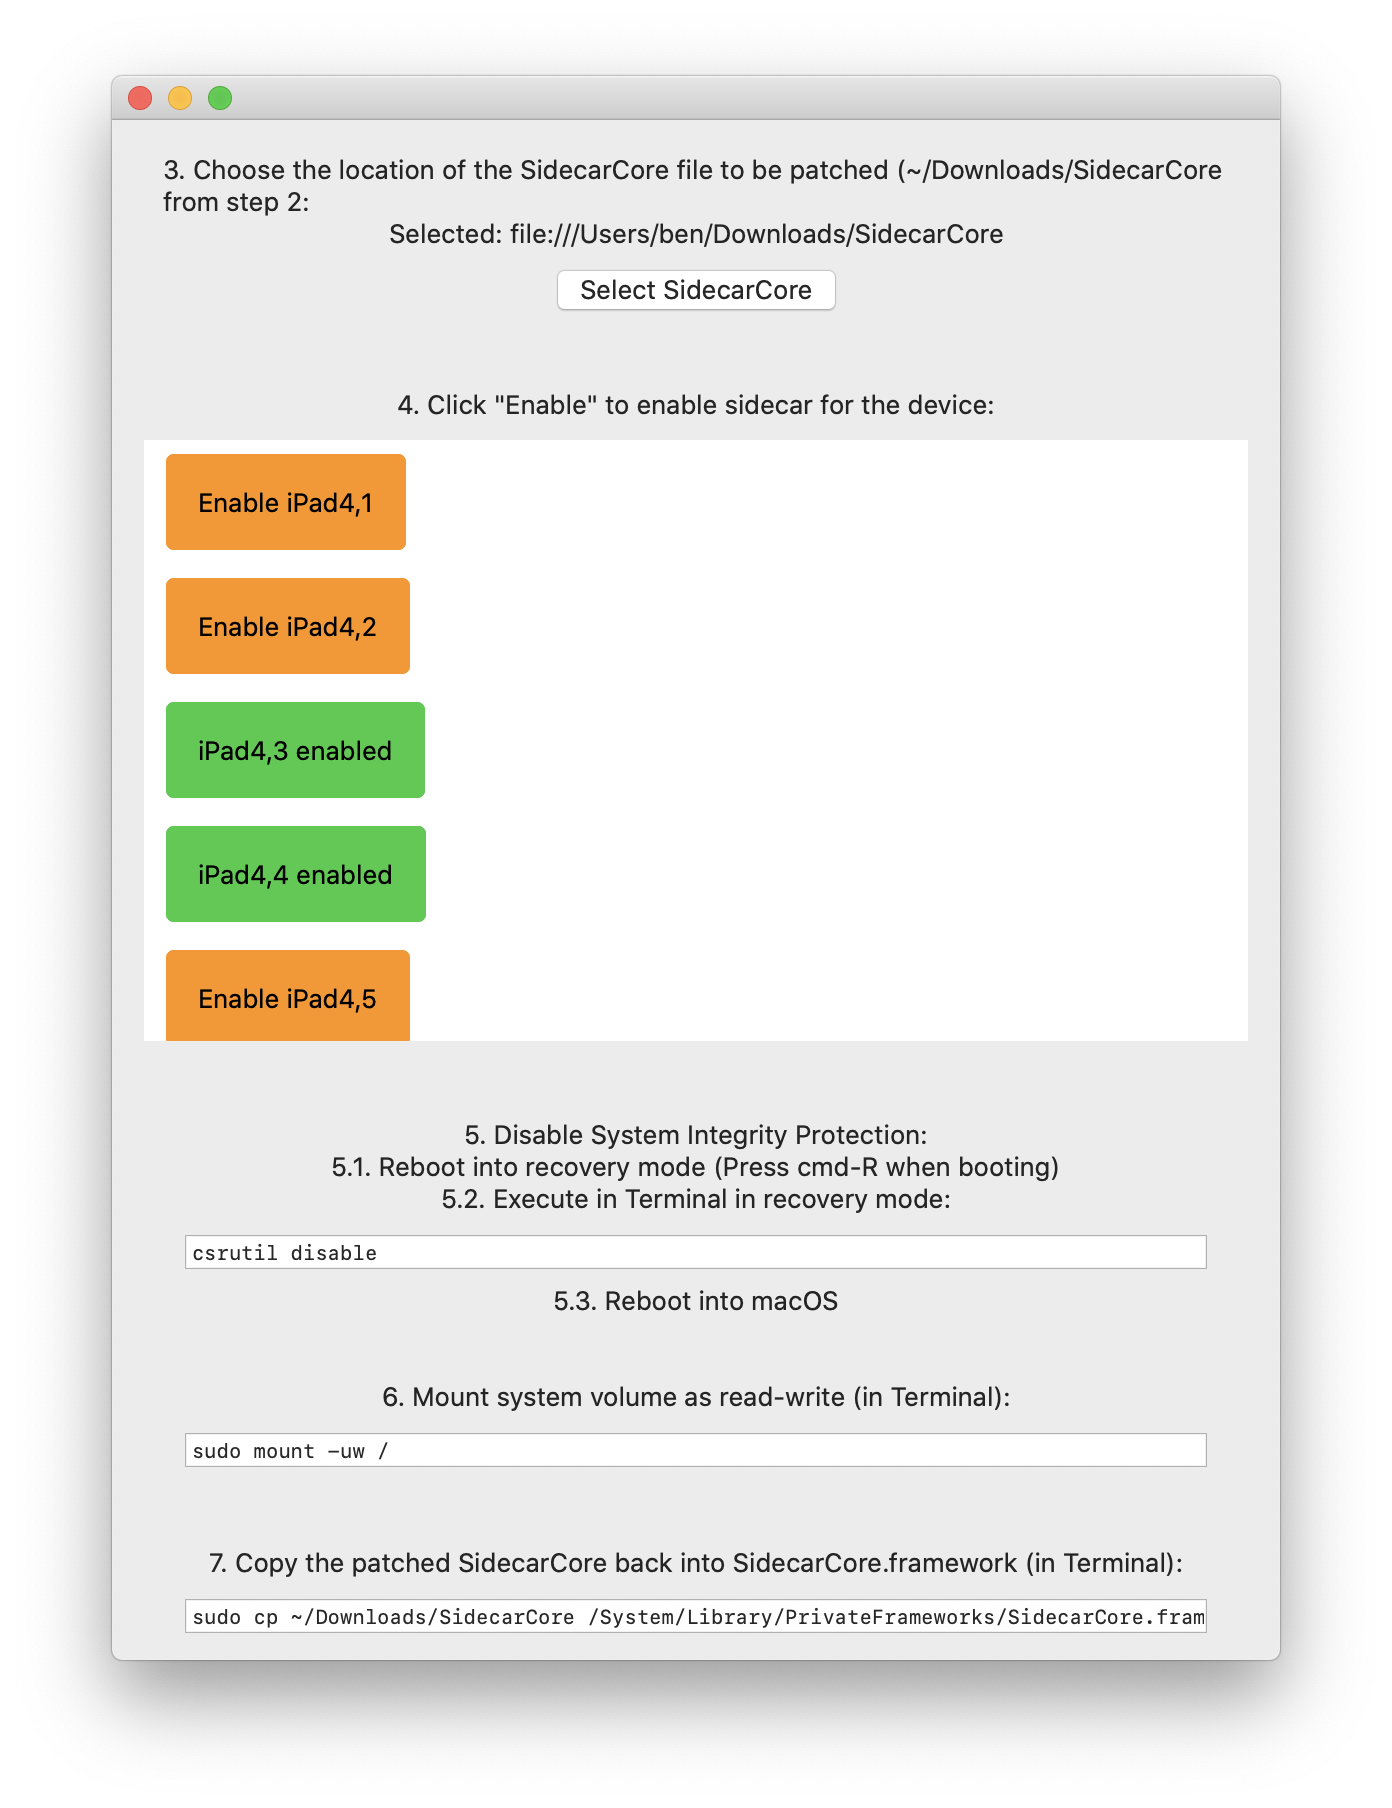 3. Choose the location of the SidecarCore file to be patched (~/Downloads/SidecarCore
from step 2:
Selected: file:///Users/ben/Downloads/SidecarCore
Select SidecarCore
4. Click "Enable" to enable sidecar for the device:
Enable iPad4,1
Enable iPad4,2
iPad4,3 enabled
iPad4,4 enabled
Enable iPad4,5
5. Disable System Integrity Protection:
5.1. Reboot into recovery mode (Press cmd-R when booting)
5.2. Execute in Terminal in recovery mode:
csrutil disable
5.3. Reboot into macOS
6. Mount system volume as read-write (in Terminal):
sudo mount -uw /
7. Copy the patched SidecarCore back into SidecarCore.framework (in Terminal):
sudo cp ~/Downloads/SidecarCore /System/Library/PrivateFrameworks/SidecarCore.fram